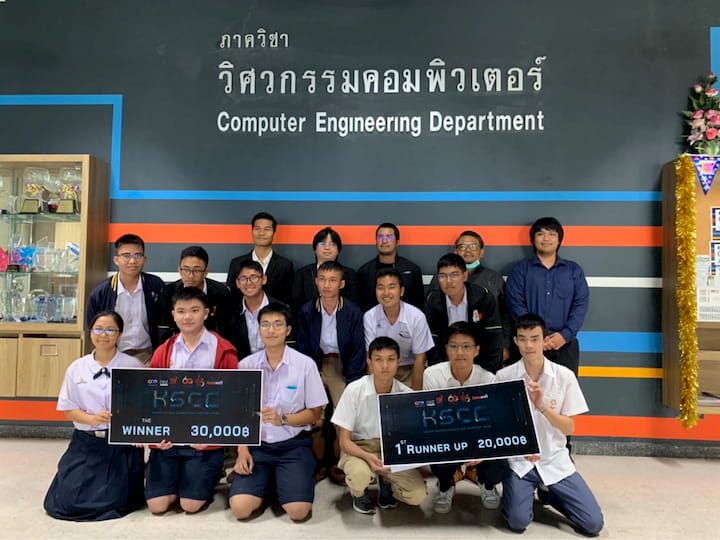 ภาควิชา
วิศวกรรมคอมพิวเตอร์
Computer Engineering Department
KSCC
THE
WINNER 30,000฿
KSCC
1ST RUNNER UP 20,000฿